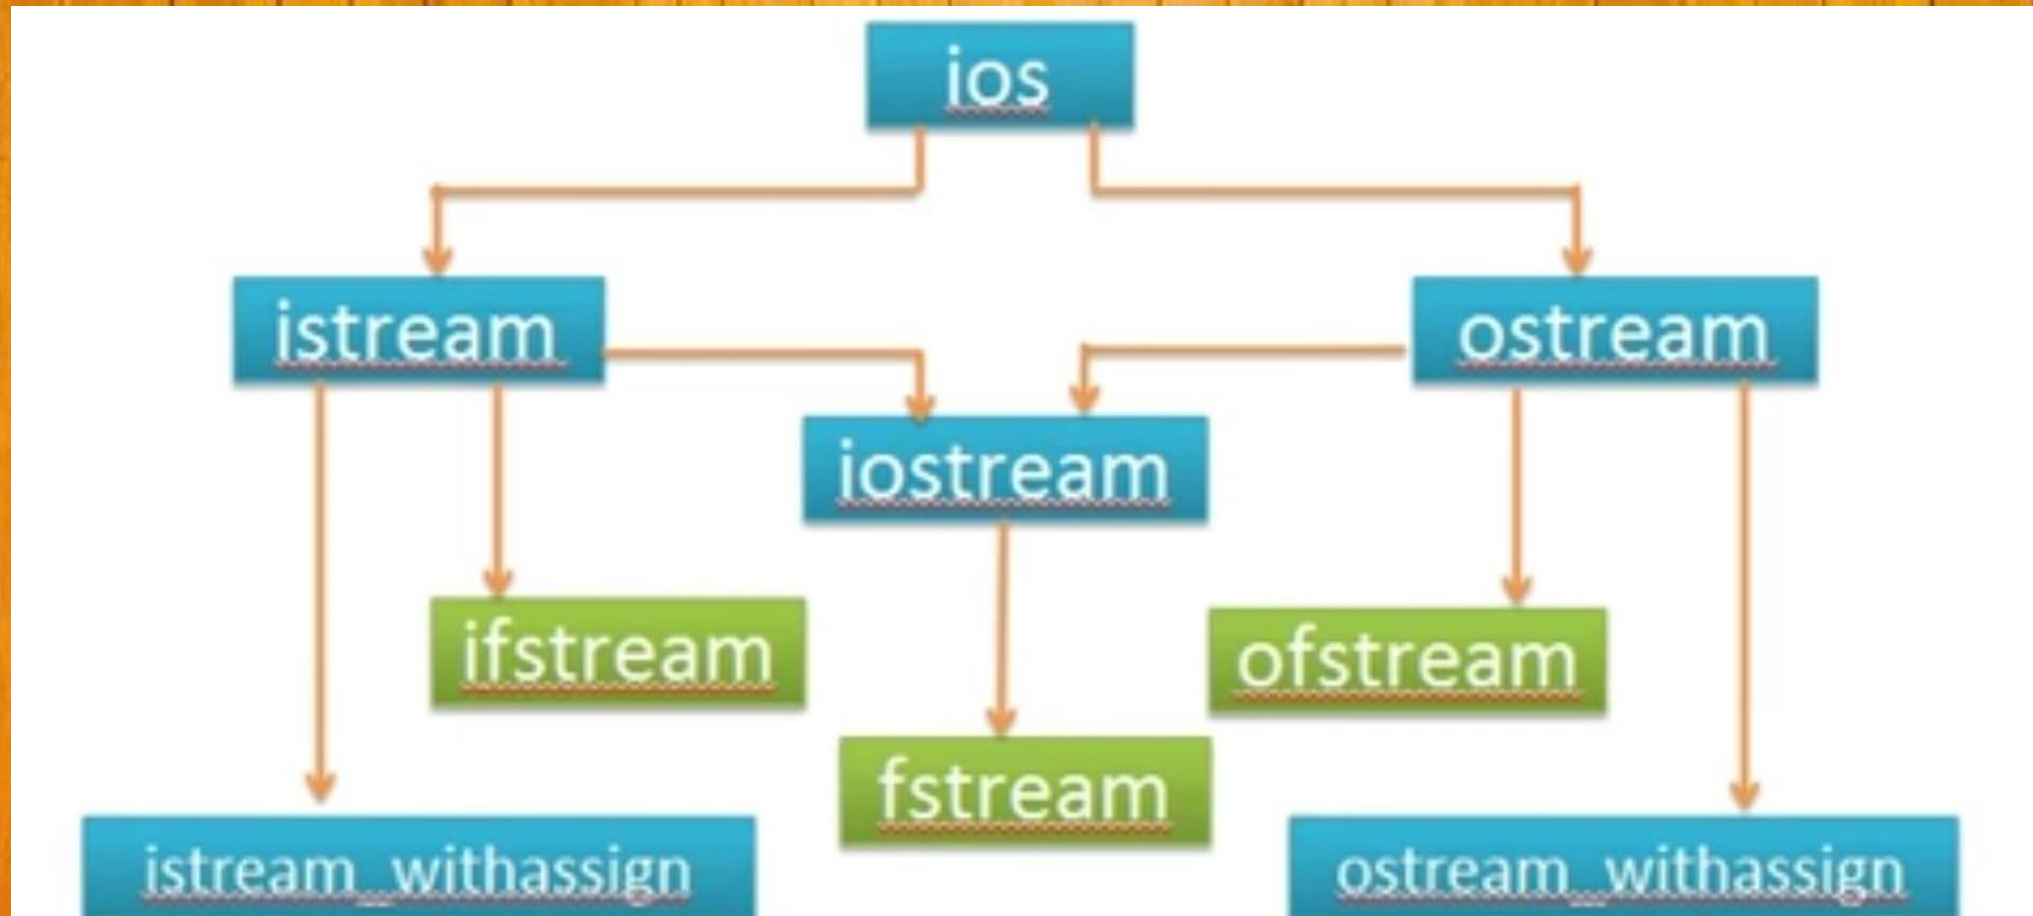 ios
istream
ostream
iostream
ifstream
ofstream
fstream
istream_withassign
ostream_withassign